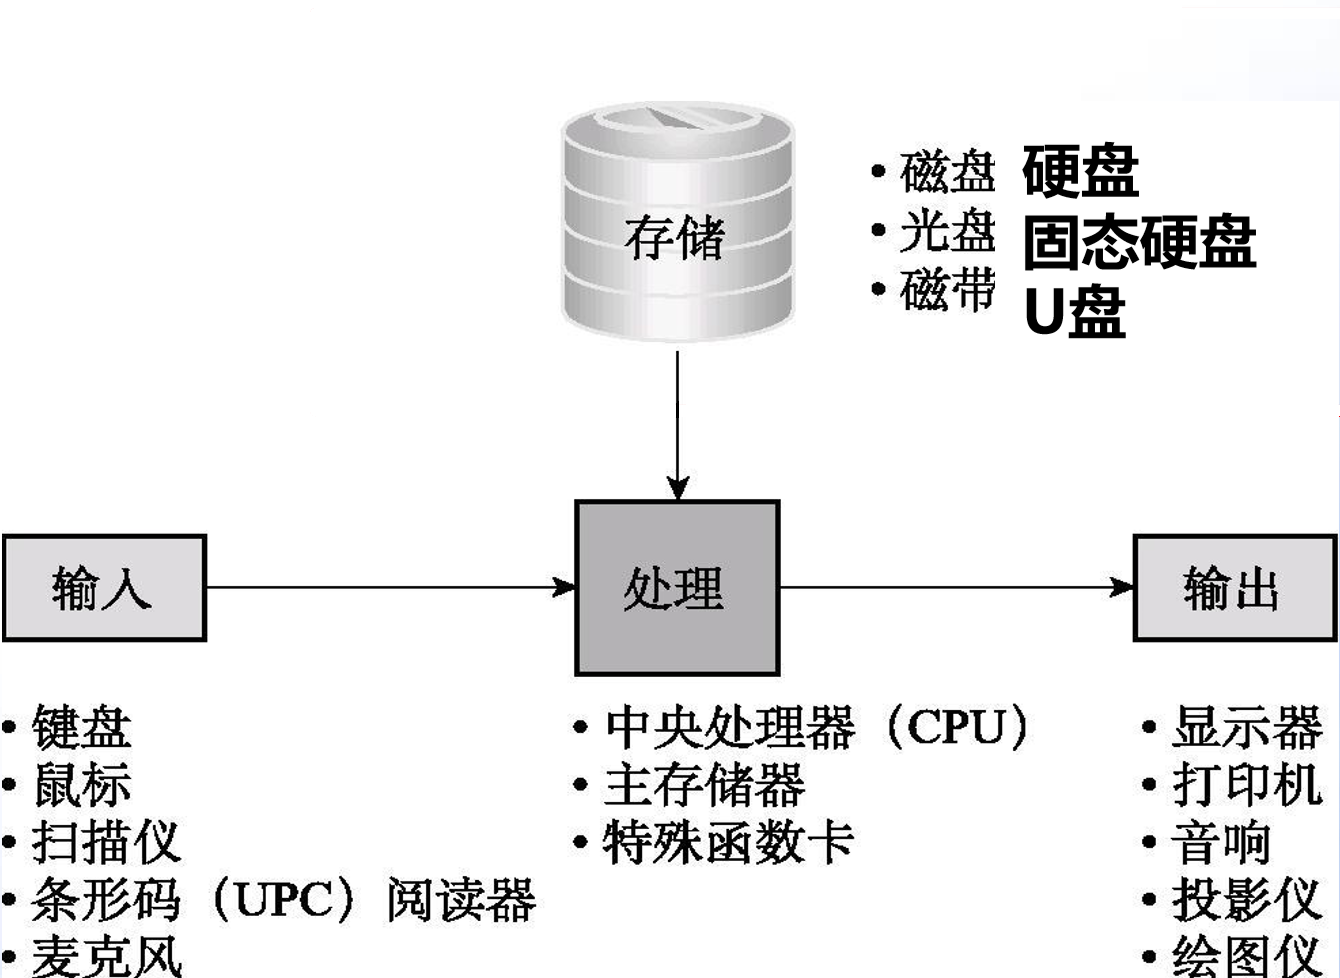 • 磁盘 硬盘
• 光盘 固态硬盘
• 磁带 U盘
存储
输入
处理
输出
• 键盘
• 鼠标
• 扫描仪
• 条形码（UPC）阅读器
• 麦克风
• 中央处理器（CPU）
• 主存储器
• 特殊函数卡
• 显示器
• 打印机
• 音响
• 投影仪
• 绘图仪